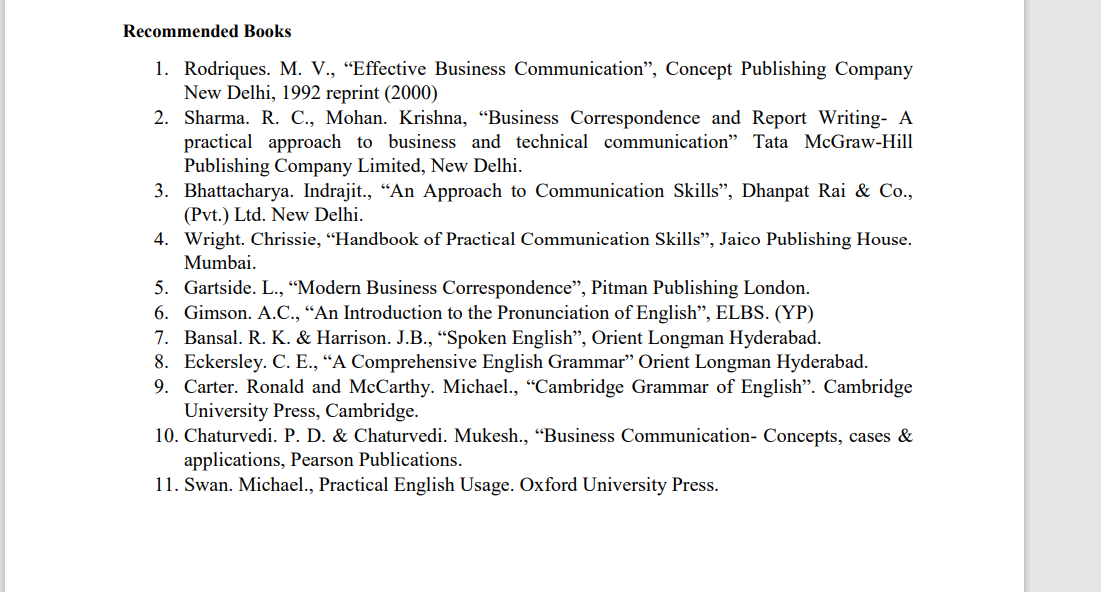 Recommended Books
1. Rodriques. M. V., “Effective Business Communication”, Concept Publishing Company
New Delhi, 1992 reprint (2000)
2. Sharma. R. C., Mohan. Krishna, “Business Correspondence and Report Writing- A
practical approach to business and technical communication” Tata McGraw-Hill
Publishing Company Limited, New Delhi.
3. Bhattacharya. Indrajit., “An Approach to Communication Skills”, Dhanpat Rai & Co.,
(Pvt.) Ltd. New Delhi.
4. Wright. Chrissie, “Handbook of Practical Communication Skills”, Jaico Publishing House.
Mumbai.
5. Gartside. L., “Modern Business Correspondence”, Pitman Publishing London.
6. Gimson. A.C., “An Introduction to the Pronunciation of English”, ELBS. (YP)
7. Bansal. R. K. & Harrison. J.B., “Spoken English”, Orient Longman Hyderabad.
8. Eckersley. C. E., “A Comprehensive English Grammar” Orient Longman Hyderabad.
9. Carter. Ronald and McCarthy. Michael., “Cambridge Grammar of English”. Cambridge
University Press, Cambridge.
10. Chaturvedi. P. D. & Chaturvedi. Mukesh., “Business Communication- Concepts, cases &
applications, Pearson Publications.
11. Swan. Michael., Practical English Usage. Oxford University Press.